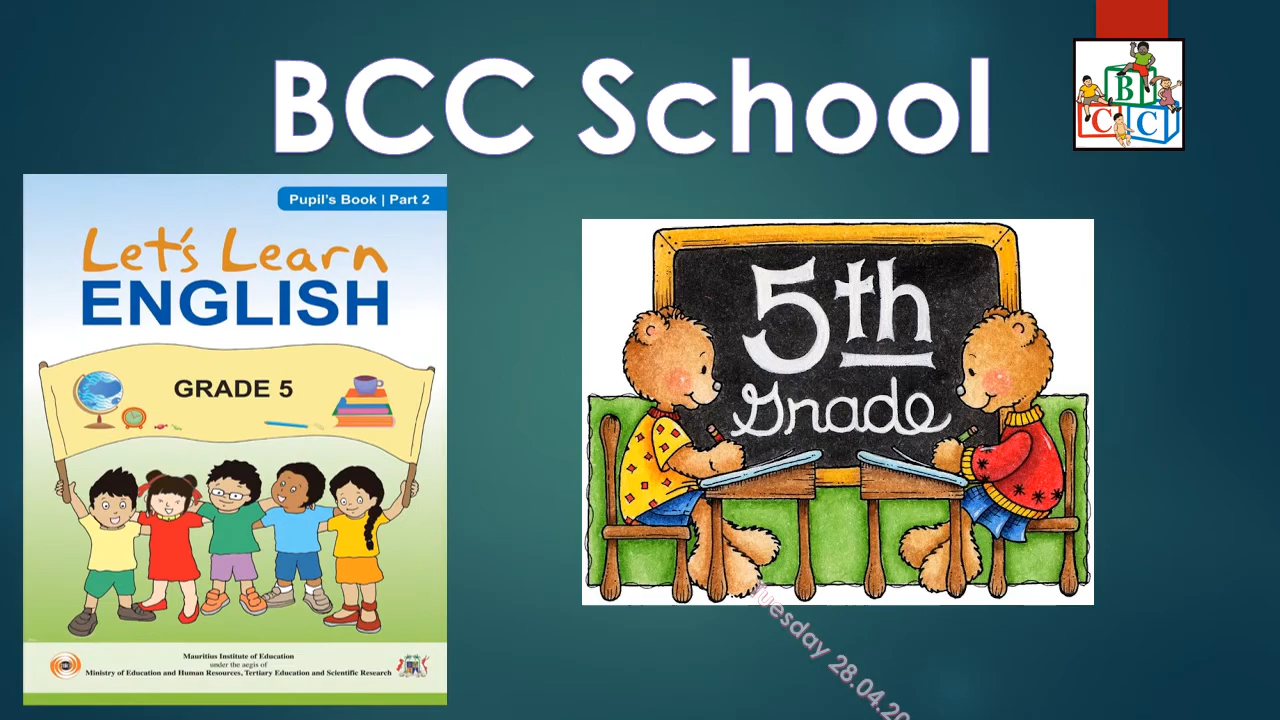 BCC School
B
C C
Pupil's Book | Part 2
Let's Learn
ENGLISH
GRADE 5
Mauritius Institute of Education
under the aegis of
Ministry of Education and Human Resources, Tertiary Education and Scientific Research
5th
Grade
Tuesday 28.04.20